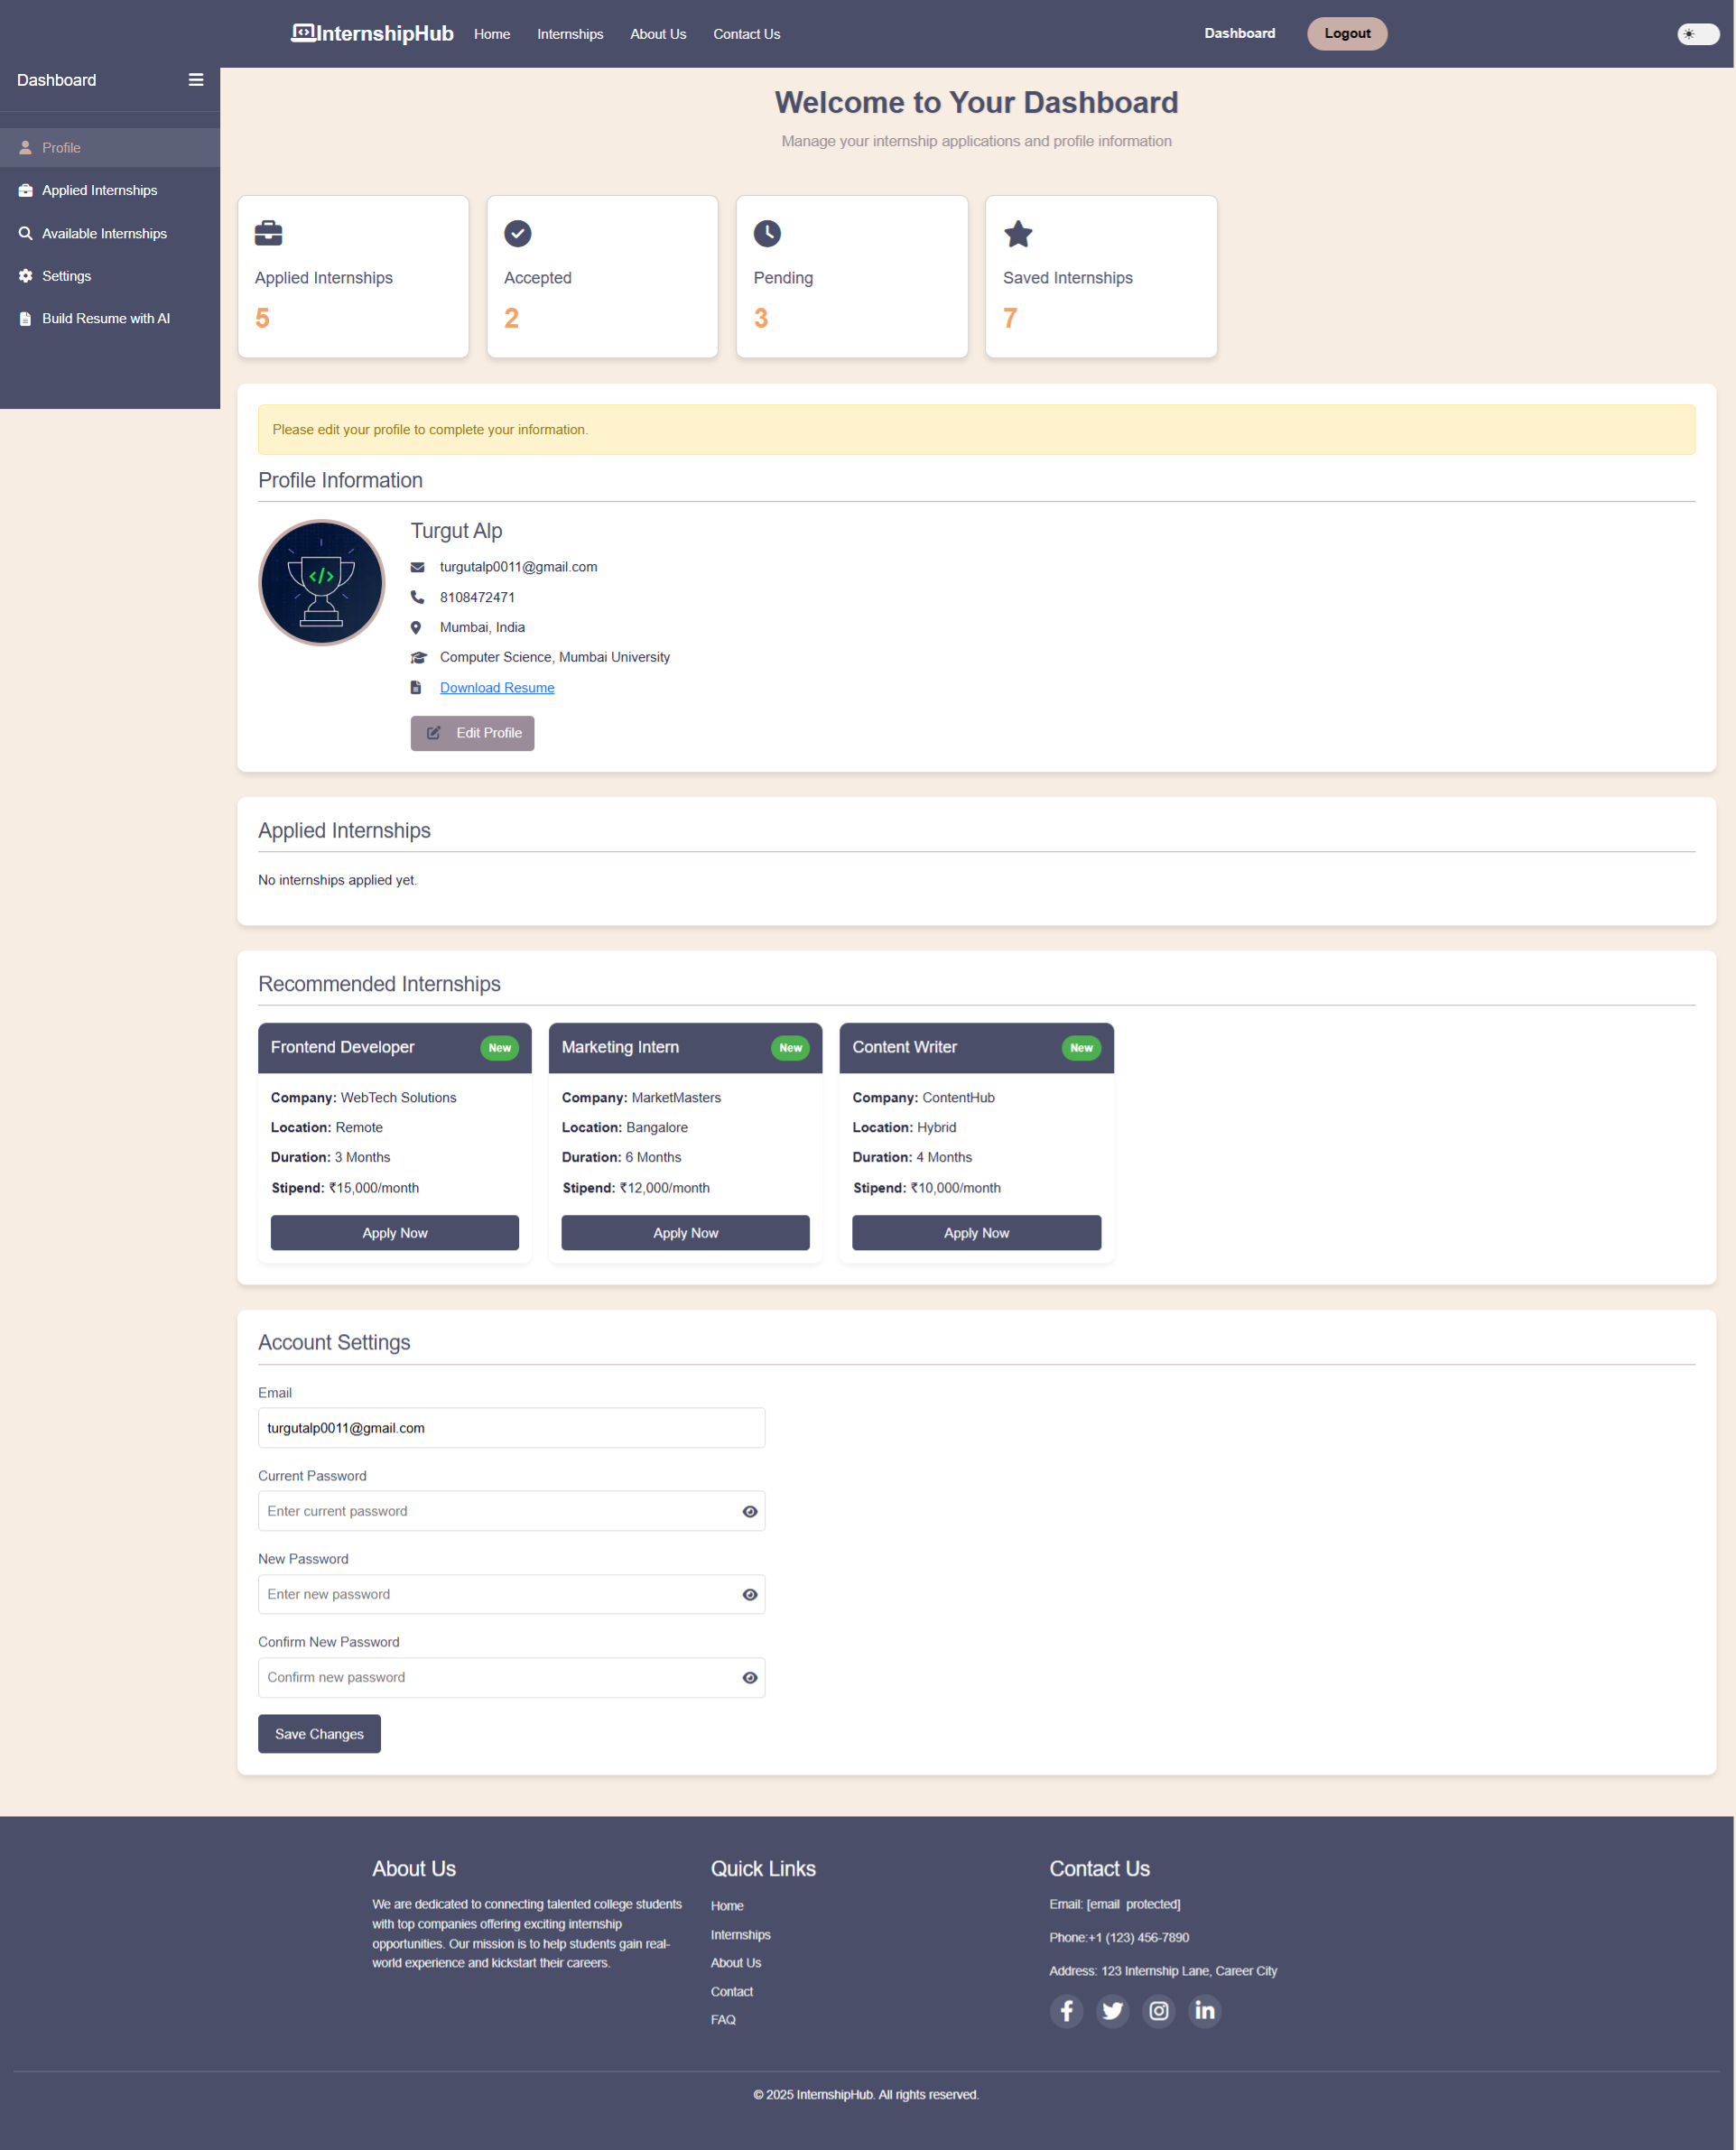 InternshipHub Home Internships About Us Contact Us Dashboard Logout
Dashboard
Profile
Applied Internships
Available Internships
Settings
Build Resume with AI
Welcome to Your Dashboard
Manage your internship applications and profile information
Applied Internships
5
Accepted
2
Pending
3
Saved Internships
7
Please edit your profile to complete your information.
Profile Information
</>
Turgut Alp
turgutalp0011@gmail.com
8108472471
Mumbai, India
Computer Science, Mumbai University
Download Resume
Edit Profile
Applied Internships
No internships applied yet.
Recommended Internships
Frontend Developer New
Company: WebTech Solutions
Location: Remote
Duration: 3 Months
Stipend: ₹15,000/month
Apply Now
Marketing Intern New
Company: MarketMasters
Location: Bangalore
Duration: 6 Months
Stipend: ₹12,000/month
Apply Now
Content Writer New
Company: ContentHub
Location: Hybrid
Duration: 4 Months
Stipend: ₹10,000/month
Apply Now
Account Settings
Email
turgutalp0011@gmail.com
Current Password
Enter current password
New Password
Enter new password
Confirm New Password
Confirm new password
Save Changes
About Us
We are dedicated to connecting talented college students
with top companies offering exciting internship
opportunities. Our mission is to help students gain real-
world experience and kickstart their careers.
Quick Links
Home
Internships
About Us
Contact
FAQ
Contact Us
Email: [email protected]
Phone:+1 (123) 456-7890
Address: 123 Internship Lane, Career City
© 2025 InternshipHub. All rights reserved.